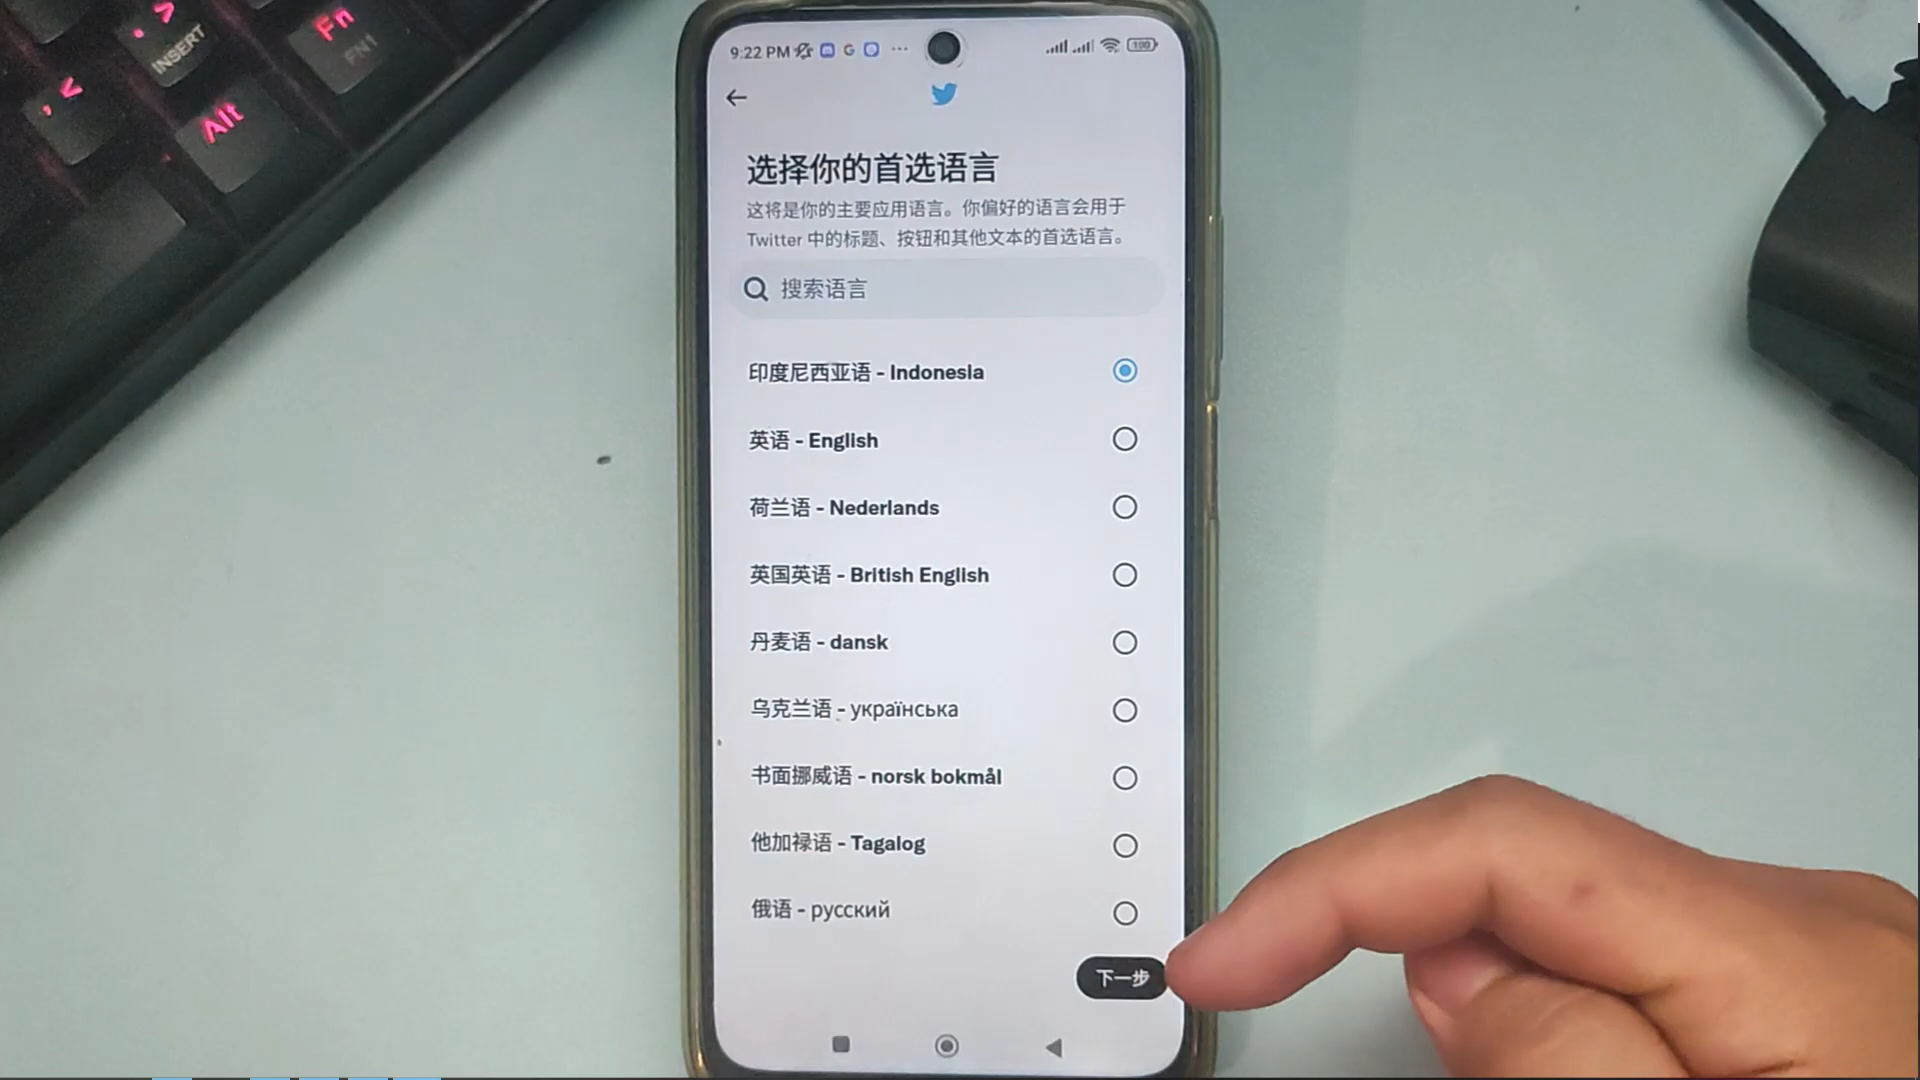 INSERT
Fn
FN1
Alt
9:22 PM
100
选择你的首选语言
这将是你的主要应用语言。你偏好的语言会用于
Twitter 中的标题、按钮和其他文本的首选语言。
搜索语言
印度尼西亚语 - Indonesia
英语 - English
荷兰语 - Nederlands
英国英语 - British English
丹麦语 - dansk
乌克兰语 - українська
书面挪威语 - norsk bokmål
他加禄语 - Tagalog
俄语 - русский
下一步